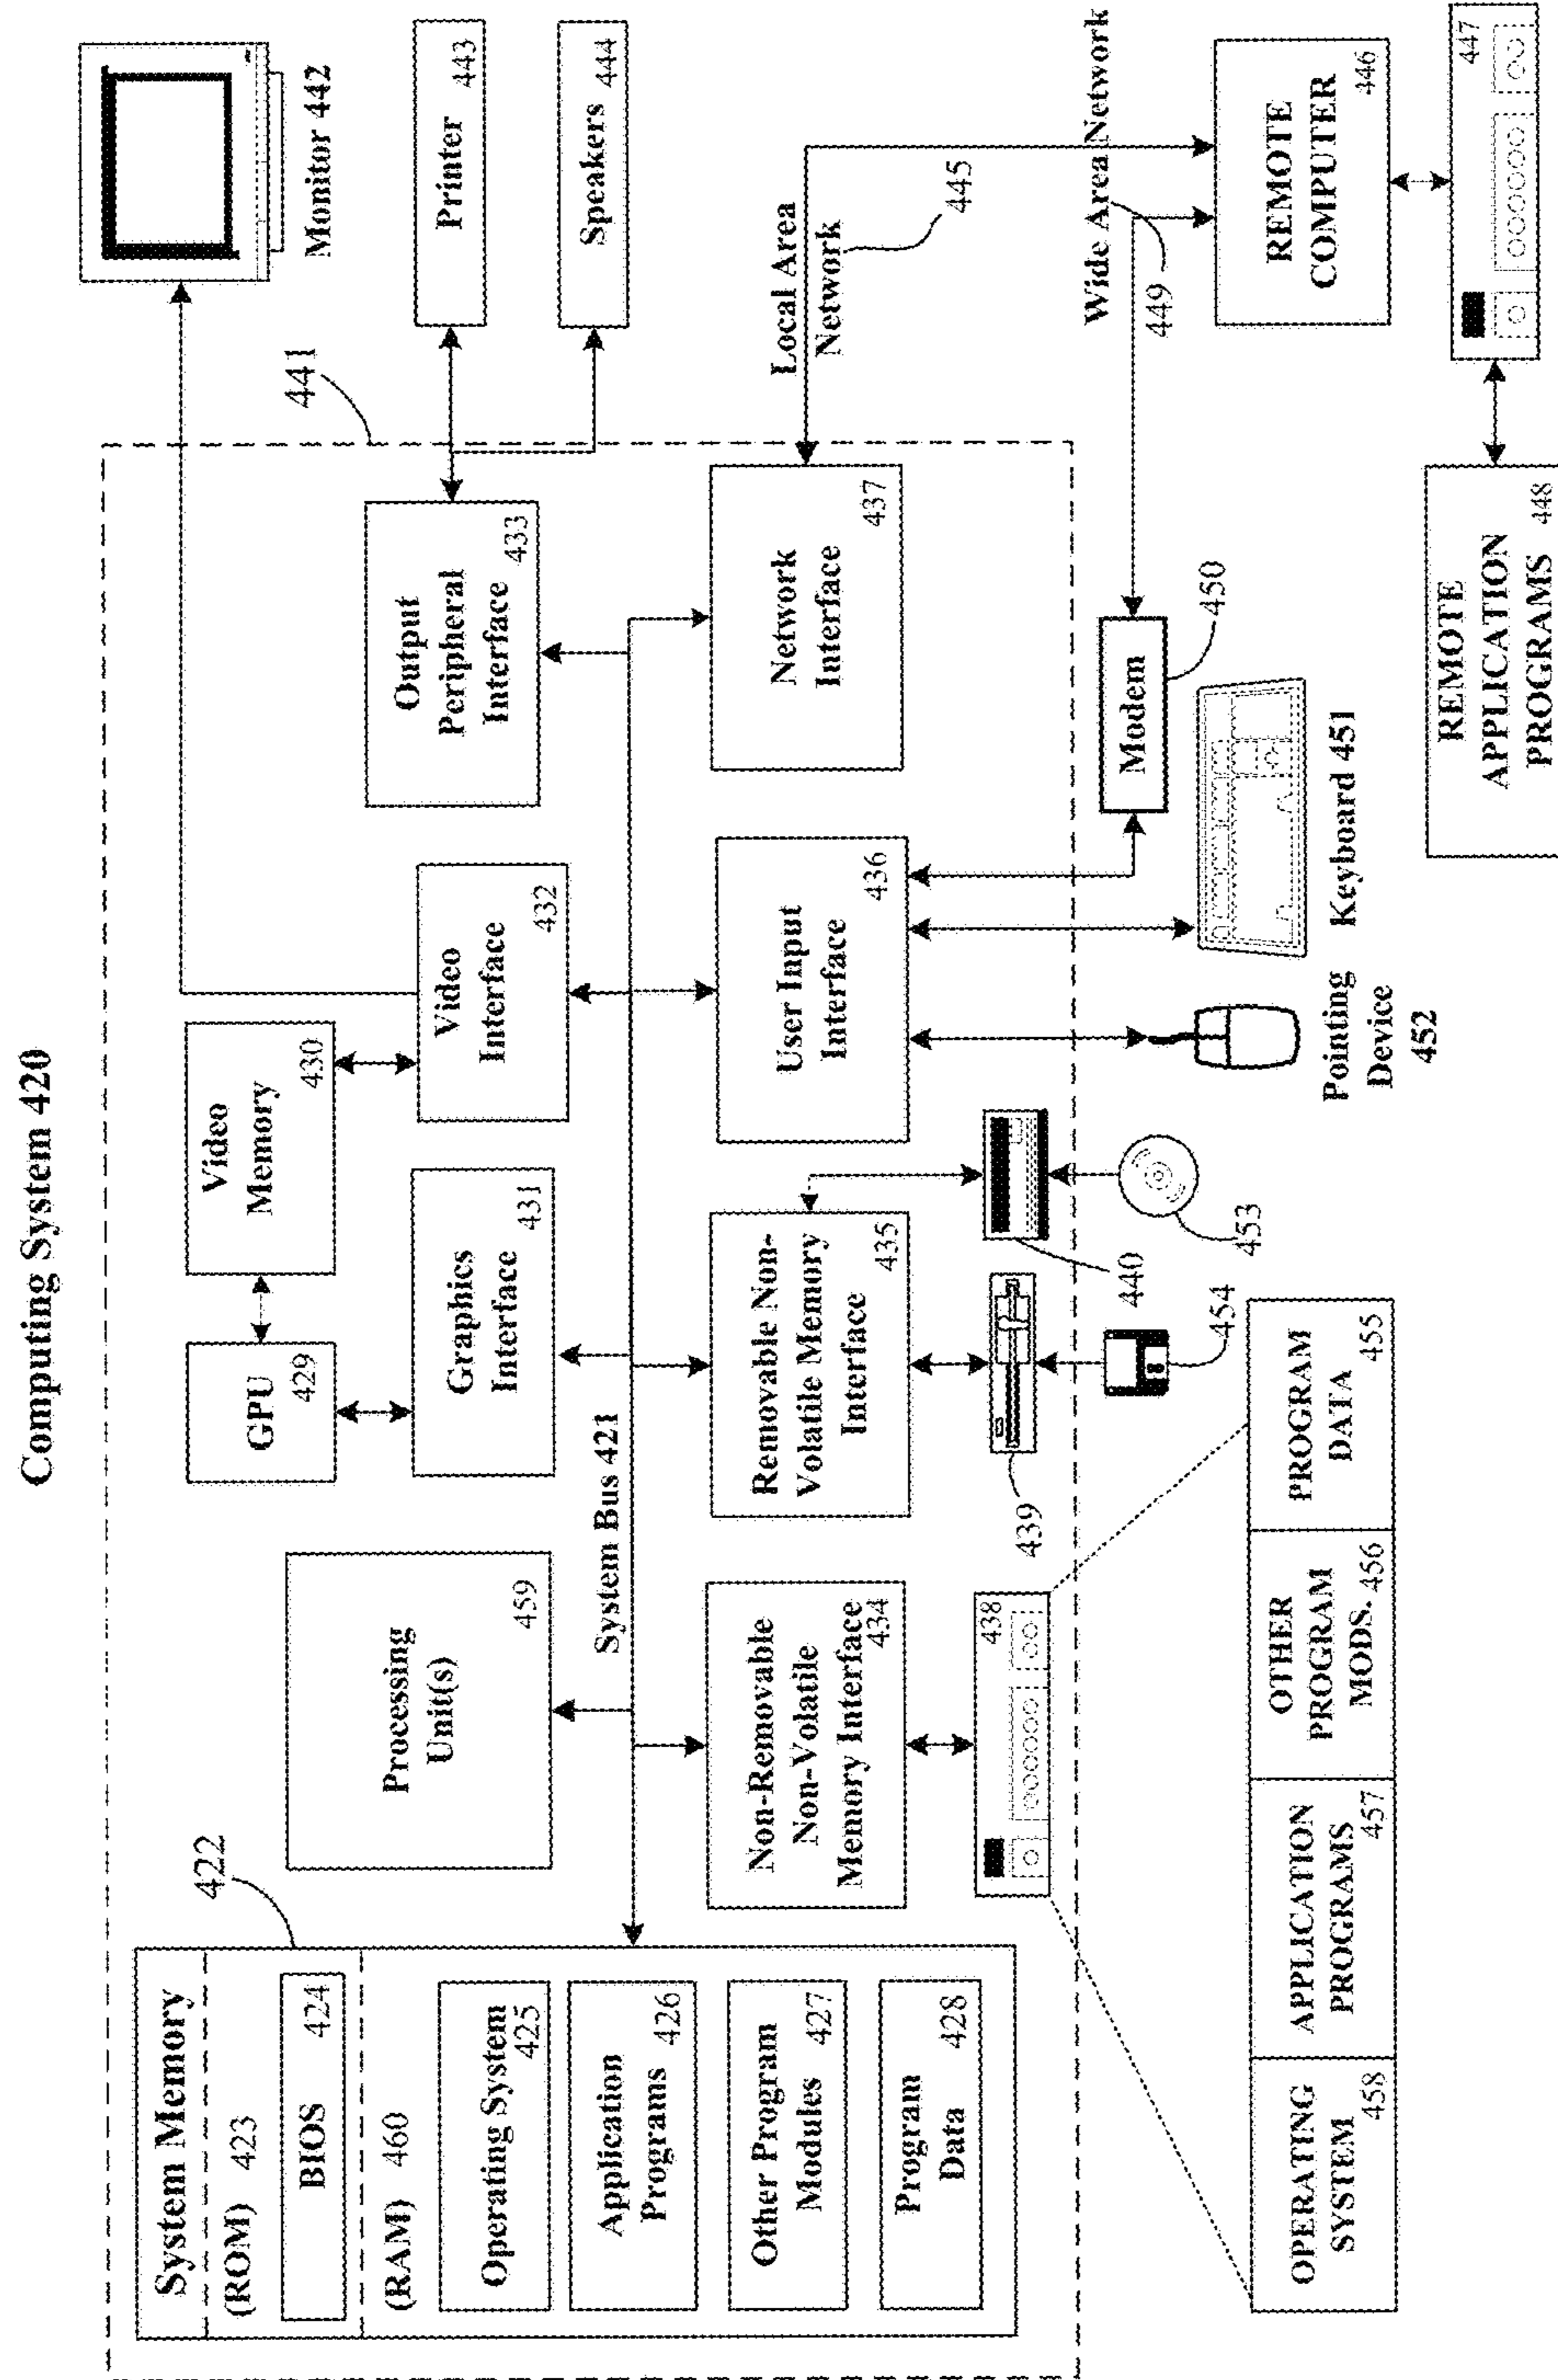 Computing System 420
System Memory
(ROM) 423
BIOS 424
(RAM) 460
Operating System
425
Application
Programs 426
Other Program
Modules 427
Program
Data 428
422
Processing
Unit(s)
459
System Bus 421
GPU
429
Video
Memory
430
Graphics
Interface
431
Video
Interface
432
Output
Peripheral
Interface 433
441
Monitor 442
Printer 443
Speakers 444
Non-Removable
Non-Volatile
Memory Interface
434
Removable Non-
Volatile Memory
Interface 435
User Input
Interface 436
Network
Interface 437
Local Area
Network
445
438
439
440
454
453
Pointing
Device
452
Keyboard 451
Modem
450
Wide Area Network
449
REMOTE
COMPUTER
446
447
REMOTE
APPLICATION
PROGRAMS 448
OPERATING
SYSTEM 458
APPLICATION
PROGRAMS 457
OTHER
PROGRAM
MODS. 456
PROGRAM
DATA 455